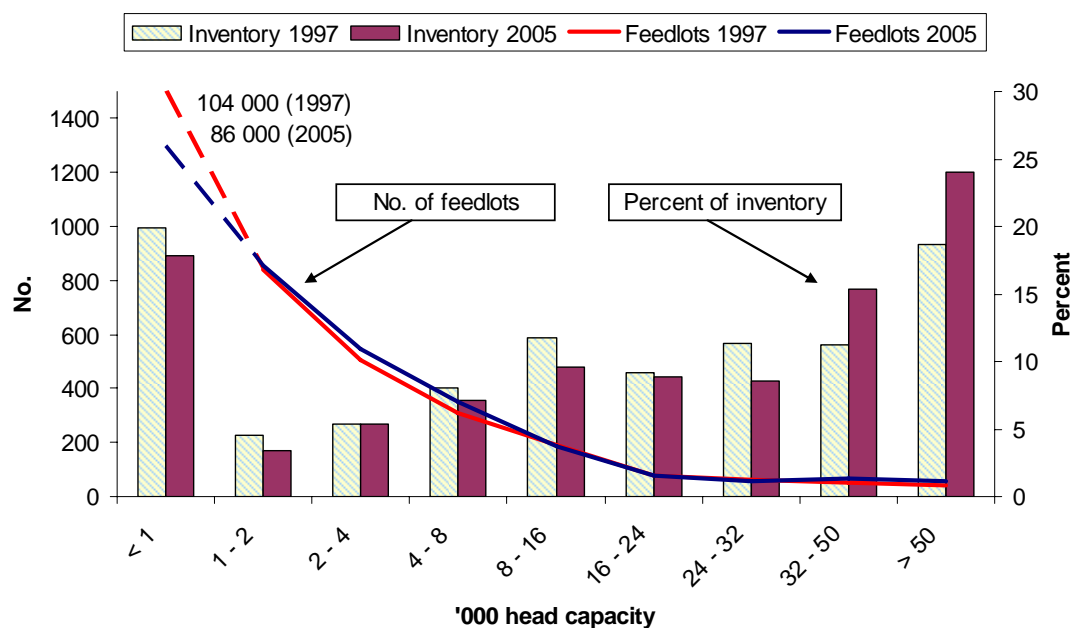 Inventory 1997 Inventory 2005 Feedlots 1997 Feedlots 2005
104 000 (1997)
86 000 (2005)
No. of feedlots
Percent of inventory
No.
1400
1200
1000
800
600
400
200
0
Percent
30
25
20
15
10
5
0
< 1 1 - 2 2 - 4 4 - 8 8 - 16 16 - 24 24 - 32 32 - 50 > 50
'000 head capacity